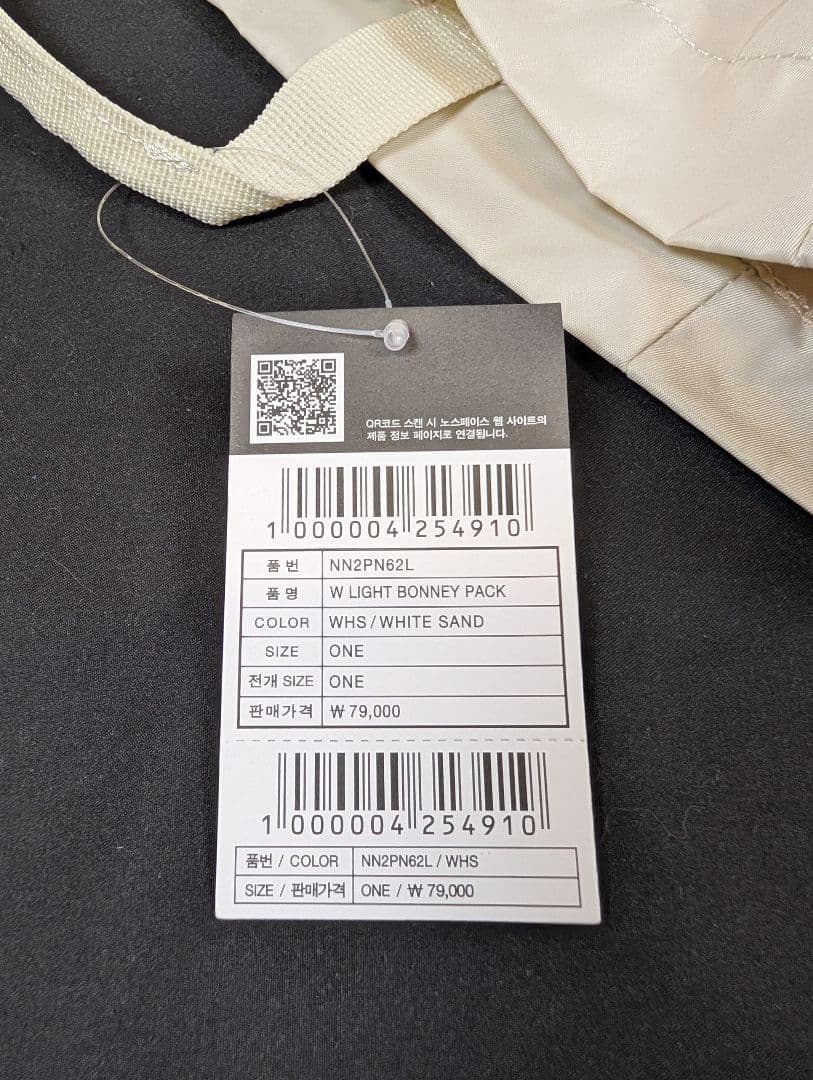 QR코드 스캔 시 노스페이스 웹 사이트의
제품 정보 페이지로 연결됩니다.
1 000004 254910
품 번 NN2PN62L
품 명 W LIGHT BONNEY PACK
COLOR WHS / WHITE SAND
SIZE ONE
전개 SIZE ONE
판매가격 ₩ 79,000
1 000004 254910
품번 / COLOR NN2PN62L / WHS
SIZE / 판매가격 ONE / ₩ 79,000